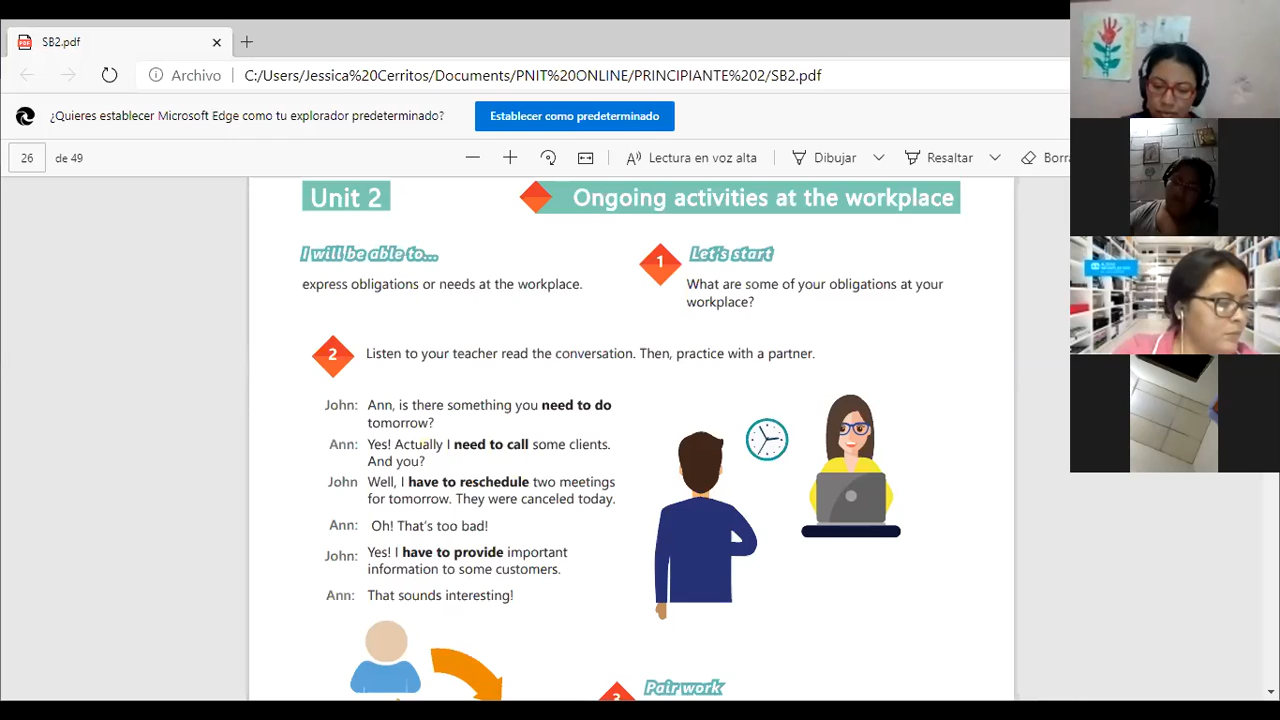 SB2.pdf
Archivo
C:/Users/Jessica%20Cerritos/Documents/PNIT%20ONLINE/PRINCIPIANTE%202/SB2.pdf
¿Quieres establecer Microsoft Edge como tu explorador predeterminado?
Establecer como predeterminado
26 de 49
Lectura en voz alta
Dibujar
Resaltar
Borra
Unit 2
Ongoing activities at the workplace
I will be able to...
express obligations or needs at the workplace.
1
Let's start
What are some of your obligations at your
workplace?
2
Listen to your teacher read the conversation. Then, practice with a partner.
John: Ann, is there something you need to do
tomorrow?
Ann: Yes! Actually I need to call some clients.
And you?
John Well, I have to reschedule two meetings
for tomorrow. They were canceled today.
Ann: Oh! That's too bad!
John: Yes! I have to provide important
information to some customers.
Ann: That sounds interesting!
3
Pair work